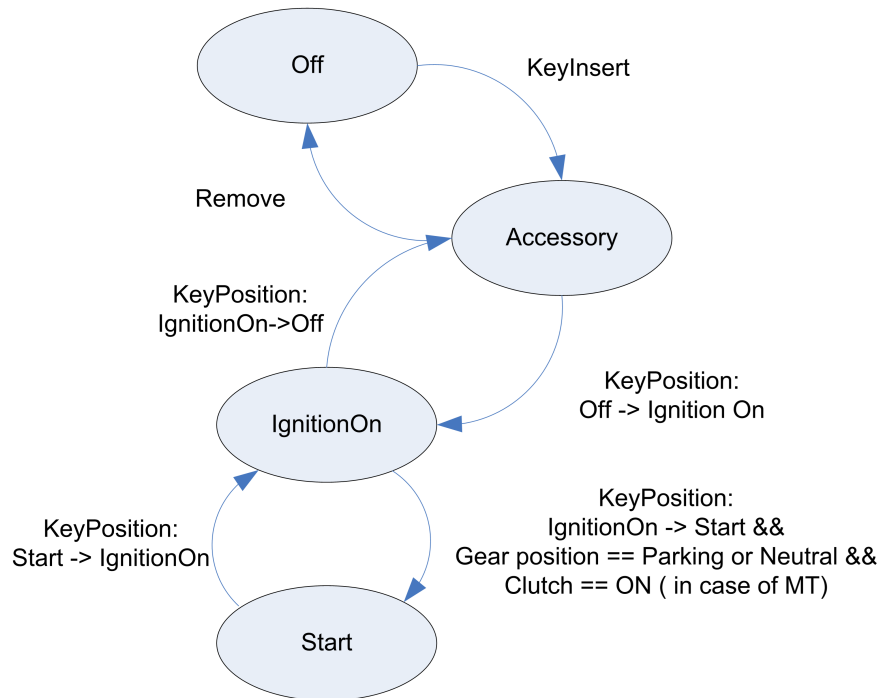 Off
KeyInsert
Remove
Accessory
KeyPosition:
IgnitionOn->Off
KeyPosition:
Off -> Ignition On
IgnitionOn
KeyPosition:
Start -> IgnitionOn
KeyPosition:
IgnitionOn -> Start &&
Gear position == Parking or Neutral &&
Clutch == ON ( in case of MT)
Start